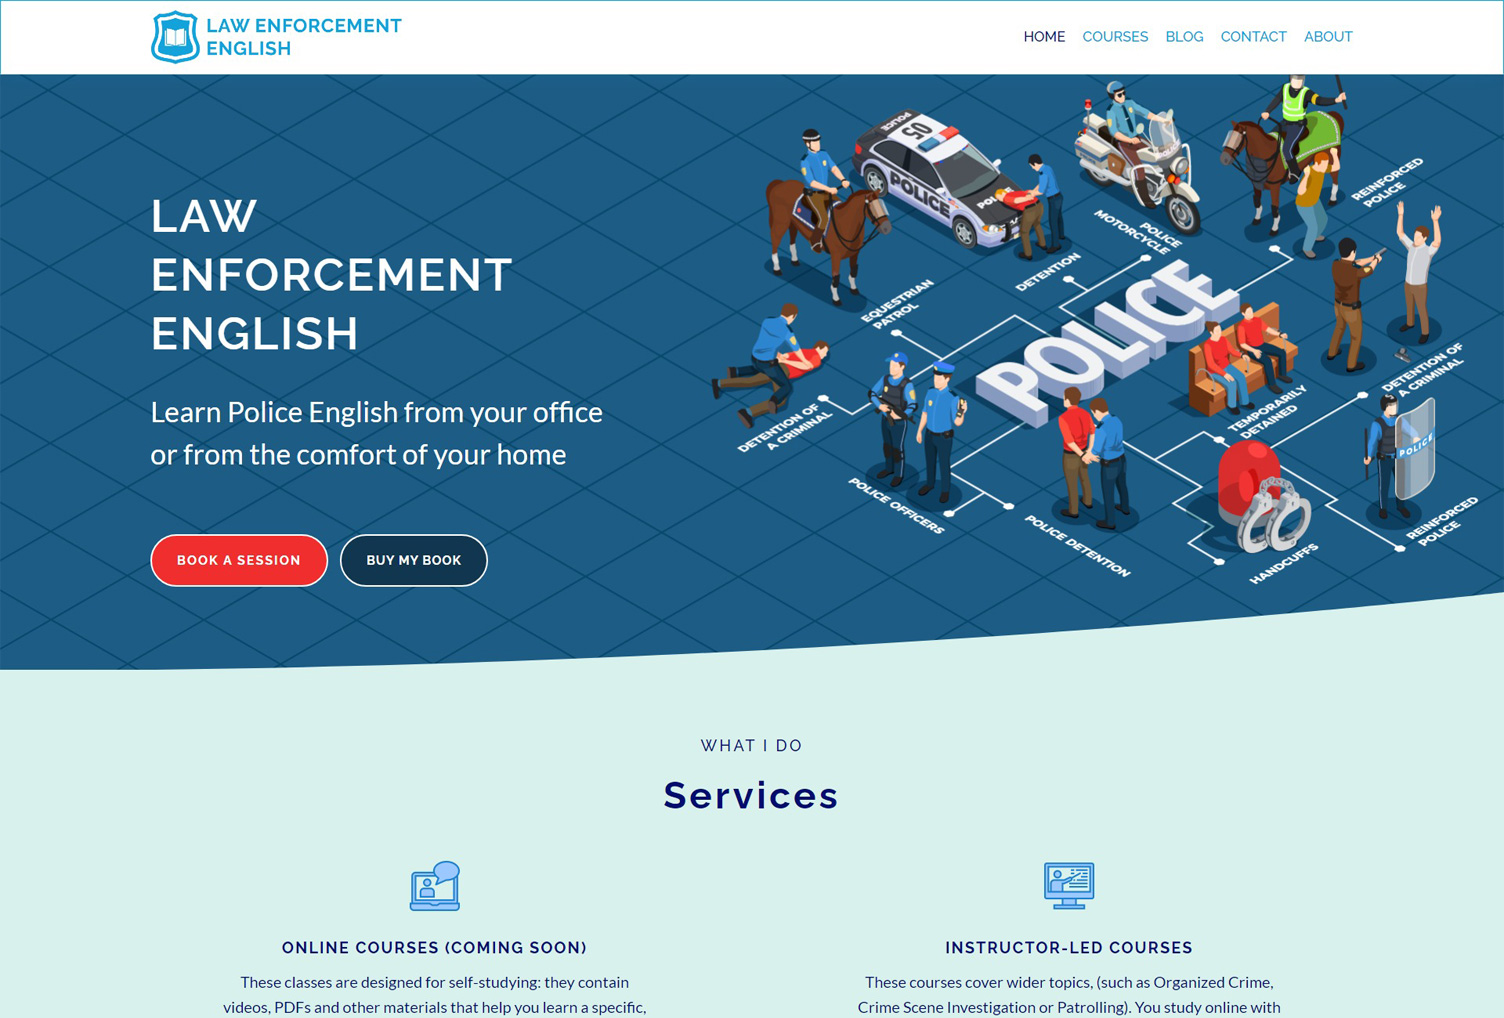 LAW ENFORCEMENT
ENGLISH
HOME COURSES BLOG CONTACT ABOUT
LAW
ENFORCEMENT
ENGLISH
Learn Police English from your office
or from the comfort of your home
BOOK A SESSION
BUY MY BOOK
POLICE
05
POLICE
REINFORCED
POLICE
POLICE
MOTORCYCLE
DETENTION
EQUESTRIAN
PATROL
POLICE
DETENTION OF
A CRIMINAL
DETENTION OF
A CRIMINAL
TEMPORARILY
DETAINED
POLICE
POLICE OFFICERS
POLICE DETENTION
HANDCUFFS
REINFORCED
POLICE
WHAT I DO
Services
ONLINE COURSES (COMING SOON)
These classes are designed for self-studying: they contain
videos, PDFs and other materials that help you learn a specific,
INSTRUCTOR-LED COURSES
These courses cover wider topics, (such as Organized Crime,
Crime Scene Investigation or Patrolling). You study online with